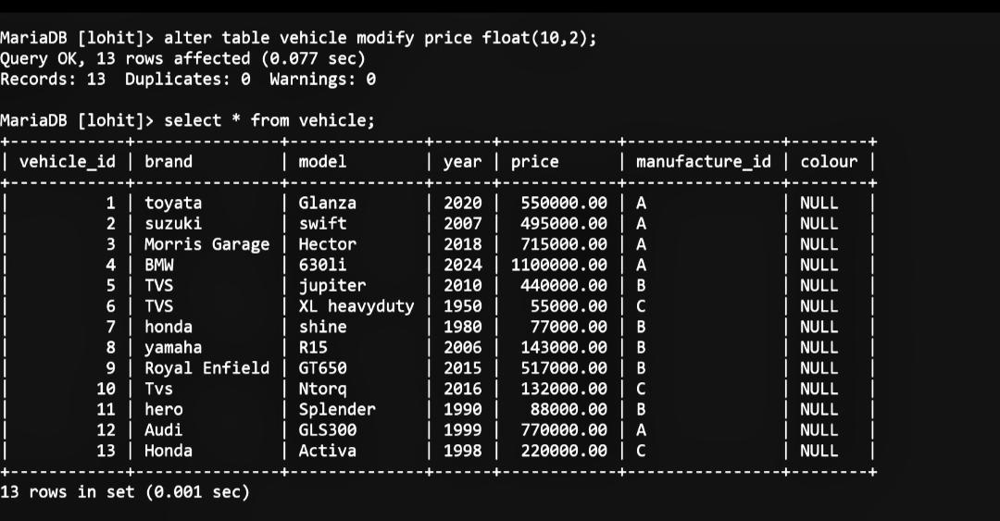 MariaDB [lohit]> alter table vehicle modify price float(10,2);
Query OK, 13 rows affected (0.077 sec)
Records: 13  Duplicates: 0  Warnings: 0
MariaDB [lohit]> select * from vehicle;
+------------+----------------+--------------+------+------------+----------------+--------+
| vehicle_id | brand          | model        | year | price      | manufacture_id | colour |
+------------+----------------+--------------+------+------------+----------------+--------+
|          1 | toyata         | Glanza       | 2020 |  550000.00 | A              | NULL   |
|          2 | suzuki         | swift        | 2007 |  495000.00 | A              | NULL   |
|          3 | Morris Garage  | Hector       | 2018 |  715000.00 | A              | NULL   |
|          4 | BMW            | 630li        | 2024 | 1100000.00 | A              | NULL   |
|          5 | TVS            | jupiter      | 2010 |  440000.00 | B              | NULL   |
|          6 | TVS            | XL heavyduty | 1950 |   55000.00 | C              | NULL   |
|          7 | honda          | shine        | 1980 |   77000.00 | B              | NULL   |
|          8 | yamaha         | R15          | 2006 |  143000.00 | B              | NULL   |
|          9 | Royal Enfield  | GT650        | 2015 |  517000.00 | B              | NULL   |
|         10 | Tvs            | Ntorq        | 2016 |  132000.00 | C              | NULL   |
|         11 | hero           | Splender     | 1990 |   88000.00 | B              | NULL   |
|         12 | Audi           | GLS300       | 1999 |  770000.00 | A              | NULL   |
|         13 | Honda          | Activa       | 1998 |  220000.00 | C              | NULL   |
+------------+----------------+--------------+------+------------+----------------+--------+
13 rows in set (0.001 sec)